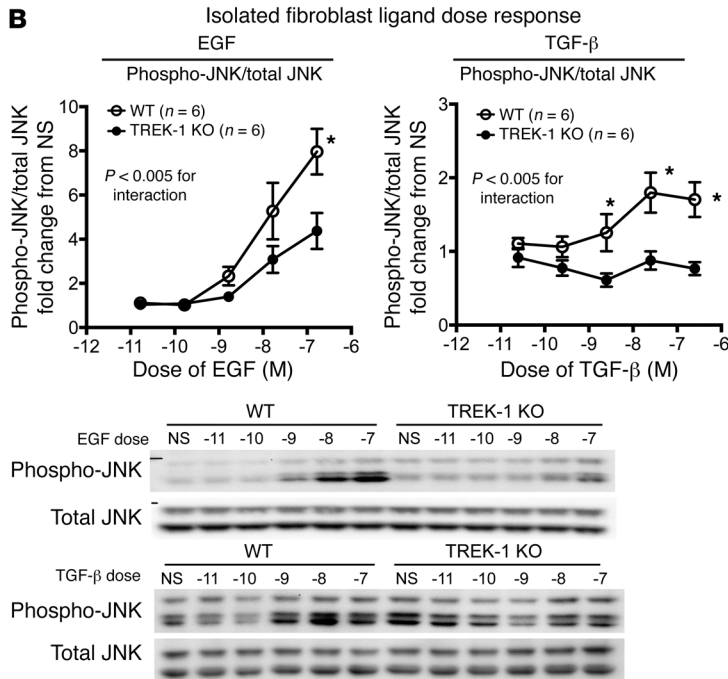 B
Isolated fibroblast ligand dose response
EGF
Phospho-JNK/total JNK
Phospho-JNK/total JNK
fold change from NS
10
8
6
4
2
0
WT (n = 6)
TREK-1 KO (n = 6)
P < 0.005 for
interaction
*
-12 -11 -10 -9 -8 -7 -6
Dose of EGF (M)
TGF-β
Phospho-JNK/total JNK
Phospho-JNK/total JNK
fold change from NS
3
2
1
0
WT (n = 6)
TREK-1 KO (n = 6)
P < 0.005 for
interaction
* * *
-12 -11 -10 -9 -8 -7 -6
Dose of TGF-β (M)
WT TREK-1 KO
EGF dose NS -11 -10 -9 -8 -7 NS -11 -10 -9 -8 -7
Phospho-JNK
Total JNK
WT TREK-1 KO
TGF-β dose NS -11 -10 -9 -8 -7 NS -11 -10 -9 -8 -7
Phospho-JNK
Total JNK